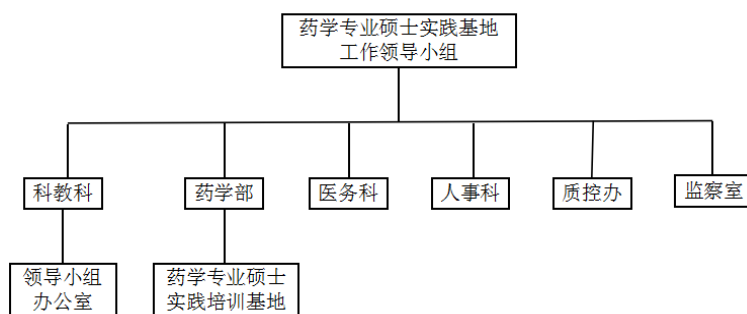 药学专业硕士实践基地
工作领导小组
科教科
药学部
医务科
人事科
质控办
监察室
领导小组
办公室
药学专业硕士
实践培训基地